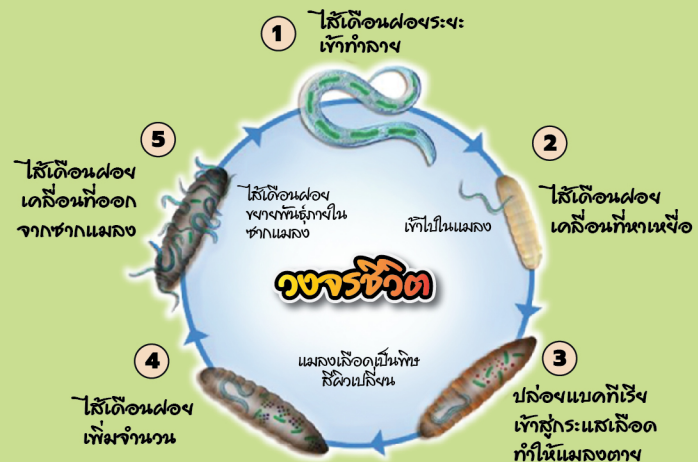 1
ไส้เดือนฝอยระยะ
เข้าทำลาย
2
ไส้เดือนฝอย
เคลื่อนที่หาเหยื่อ
เข้าไปในแมลง
3
ปล่อยแบคทีเรีย
เข้าสู่กระแสเลือด
ทำให้แมลงตาย
แมลงเลือดเป็นพิษ
สีผิวเปลี่ยน
4
ไส้เดือนฝอย
เพิ่มจำนวน
5
ไส้เดือนฝอย
เคลื่อนที่ออก
จากซากแมลง
ไส้เดือนฝอย
ขยายพันธุ์ภายใน
ซากแมลง
วงจรชีวิต